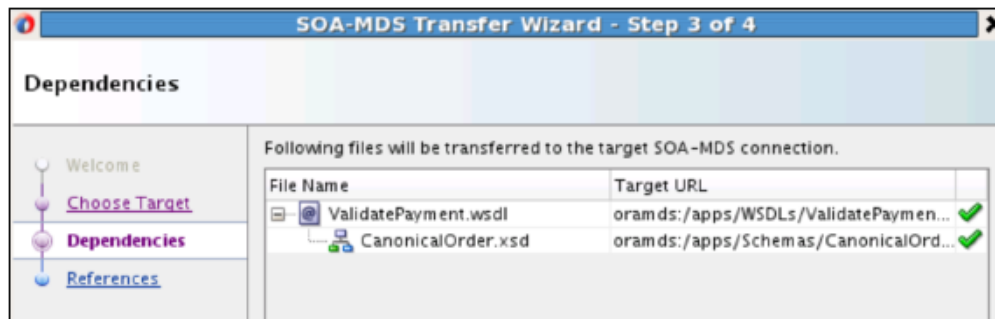 SOA-MDS Transfer Wizard - Step 3 of 4
Dependencies
Welcome
Choose Target
Dependencies
References
Following files will be transferred to the target SOA-MDS connection.
File Name Target URL
ValidatePayment.wsdl oramds:/apps/WSDLs/ValidatePaymen...
CanonicalOrder.xsd oramds:/apps/Schemas/CanonicalOrd...